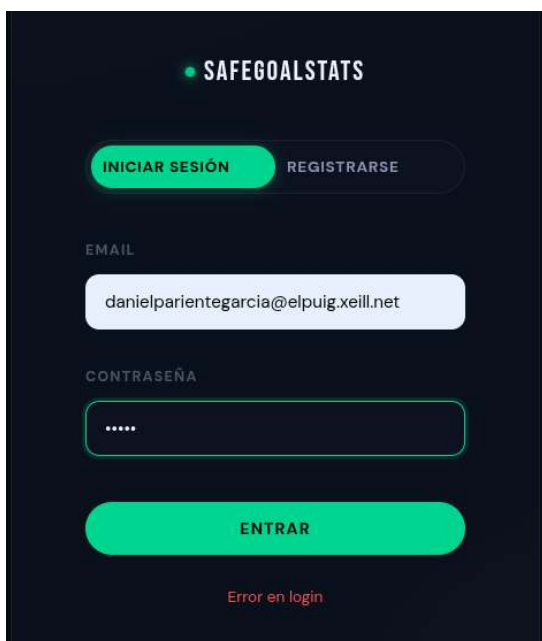 SAFEGOALSTATS
INICIAR SESIÓN REGISTRARSE
EMAIL
danielparientegarcia@elpuig.xeill.net
CONTRASEÑA
•••••
ENTRAR
Error en login